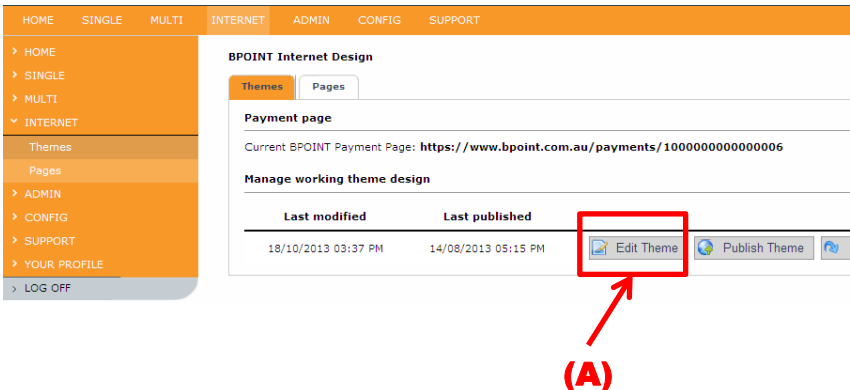 HOME SINGLE MULTI INTERNET ADMIN CONFIG SUPPORT
HOME
SINGLE
MULTI
INTERNET
Themes
Pages
ADMIN
CONFIG
SUPPORT
YOUR PROFILE
LOG OFF
BPOINT Internet Design
Themes Pages
Payment page
Current BPOINT Payment Page: https://www.bpoint.com.au/payments/1000000000000006
Manage working theme design
Last modified Last published
18/10/2013 03:37 PM 14/08/2013 05:15 PM Edit Theme Publish Theme
(A)